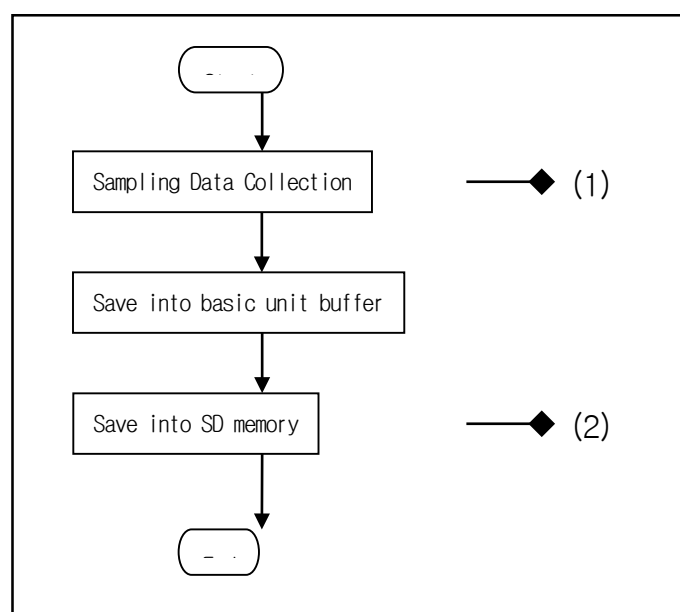 Sampling Data Collection
(1)
Save into basic unit buffer
Save into SD memory
(2)